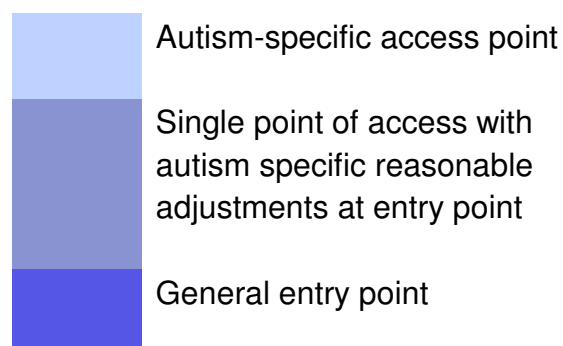 Autism-specific access point
Single point of access with
autism specific reasonable
adjustments at entry point
General entry point